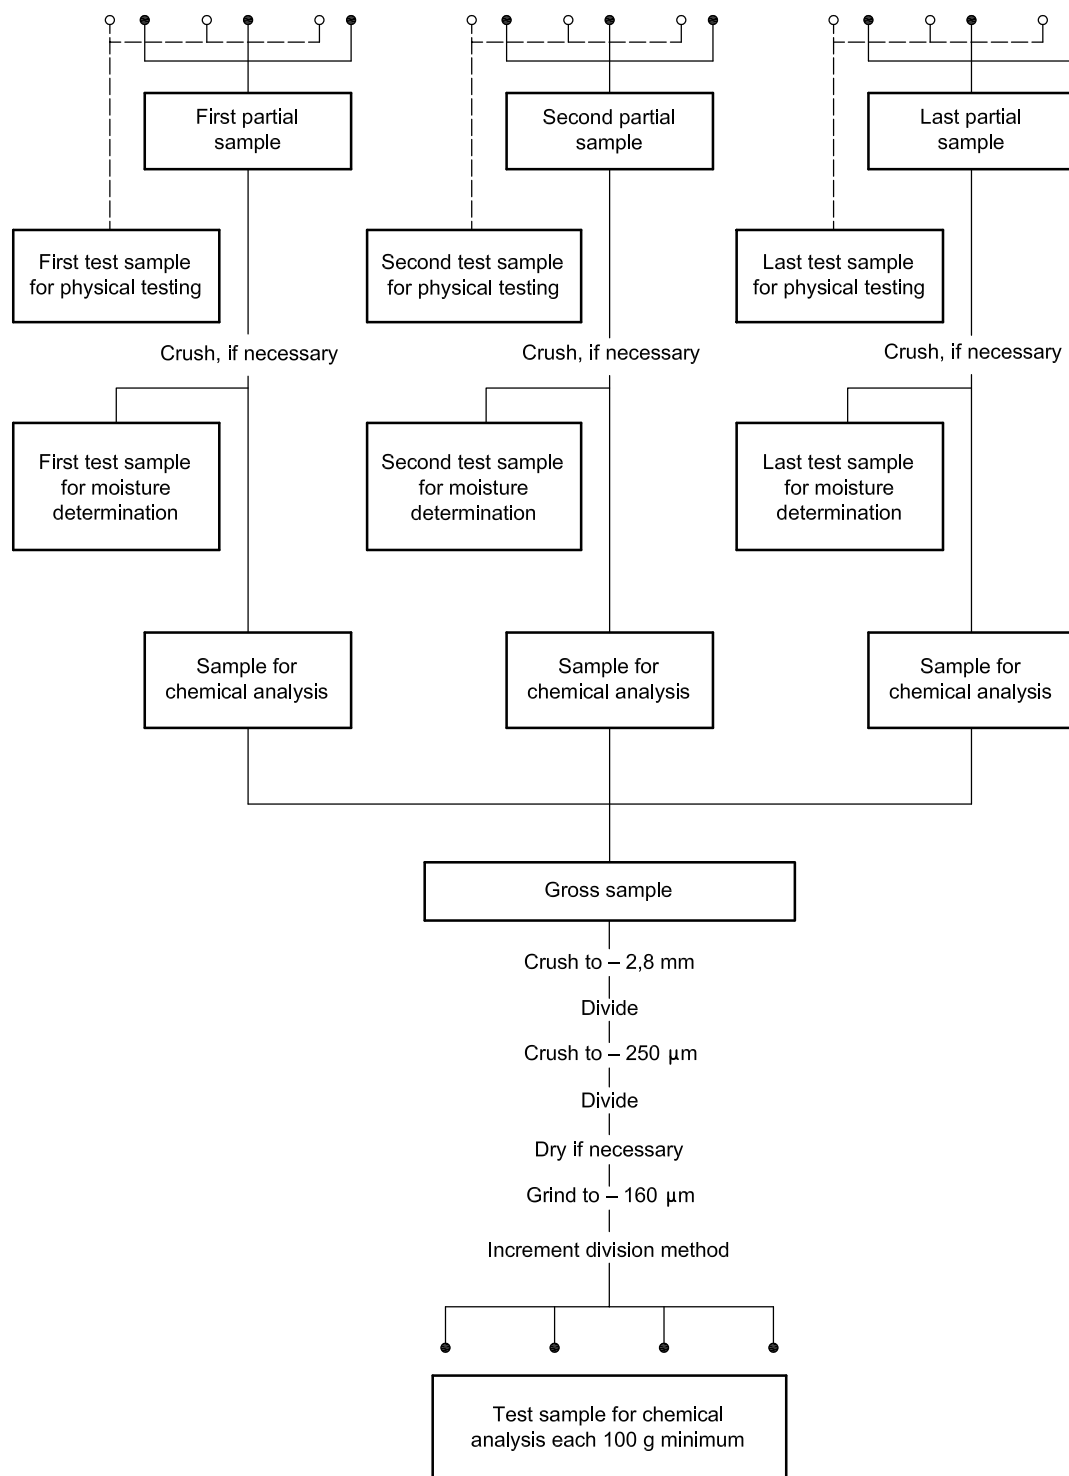 First partial
sample
Second partial
sample
Last partial
sample
First test sample
for physical testing
Second test sample
for physical testing
Last test sample
for physical testing
Crush, if necessary
Crush, if necessary
Crush, if necessary
First test sample
for moisture
determination
Second test sample
for moisture
determination
Last test sample
for moisture
determination
Sample for
chemical analysis
Sample for
chemical analysis
Sample for
chemical analysis
Gross sample
Crush to – 2,8 mm
Divide
Crush to – 250 μm
Divide
Dry if necessary
Grind to – 160 μm
Increment division method
Test sample for chemical
analysis each 100 g minimum